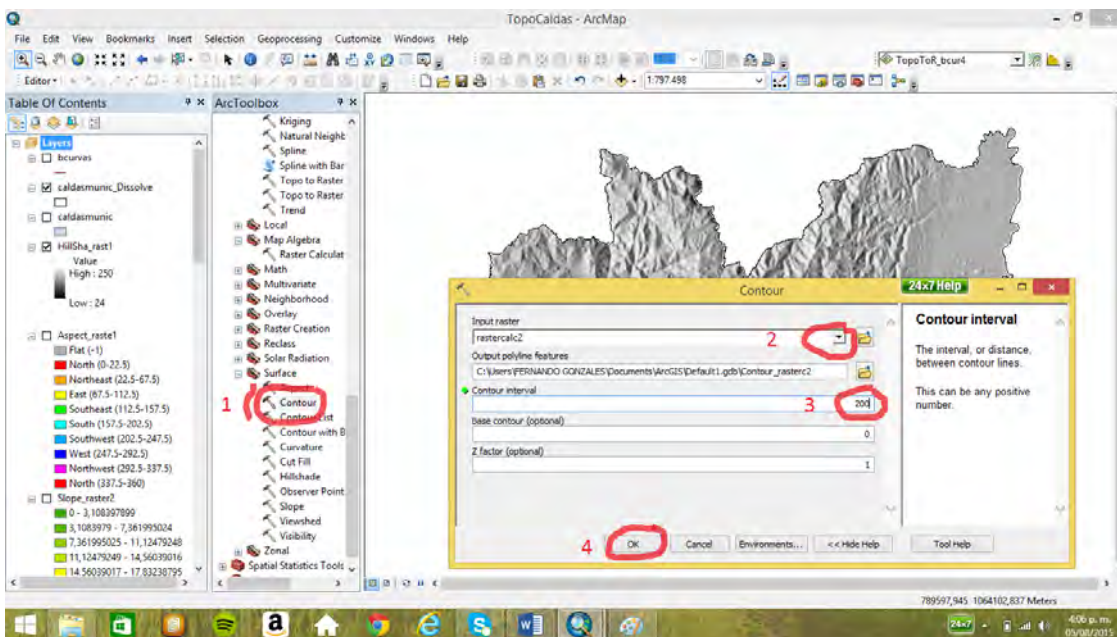 TopoCaldas - ArcMap
File Edit View Bookmarks Insert Selection Geoprocessing Customize Windows Help
Editor
1:797.498
TopoToR_bcur4
Table Of Contents
Layers
bcurvas
caldasmunic_Dissolve
caldasmunic
HillSha_rast1
Value
High : 250
Low : 24
Aspect_raste1
Flat (-1)
North (0-22.5)
Northeast (22.5-67.5)
East (67.5-112.5)
Southeast (112.5-157.5)
South (157.5-202.5)
Southwest (202.5-247.5)
West (247.5-292.5)
Northwest (292.5-337.5)
North (337.5-360)
Slope_raster2
0 - 3,108397899
3,1083979 - 7,361995024
7,361995025 - 11,12479248
11,12479249 - 14,56039016
14,56039017 - 17,83238795
ArcToolbox
Kriging
Natural Neighb
Spline
Spline with Bar
Topo to Raster
Topo to Raster
Trend
Local
Map Algebra
Raster Calculat
Math
Multivariate
Neighborhood
Overlay
Raster Creation
Reclass
Solar Radiation
Surface
1
Contour
Contour List
Contour with B
Curvature
Cut Fill
Hillshade
Observer Point
Slope
Viewshed
Visibility
Zonal
Spatial Statistics Tools
Contour
24x7 Help
Input raster
rastercalc2
2
Output polyline features
C:\Users\FERNANDO GONZALES\Documents\ArcGIS\Default1.gdb\Contour_rasterc2
Contour interval
3
200
Base contour (optional)
0
Z factor (optional)
1
4
OK Cancel Environments... << Hide Help Tool Help
Contour interval
The interval, or distance,
between contour lines.
This can be any positive
number.
789597,945 1064102,837 Meters
24x7
4:06 p. m.
05/08/2015